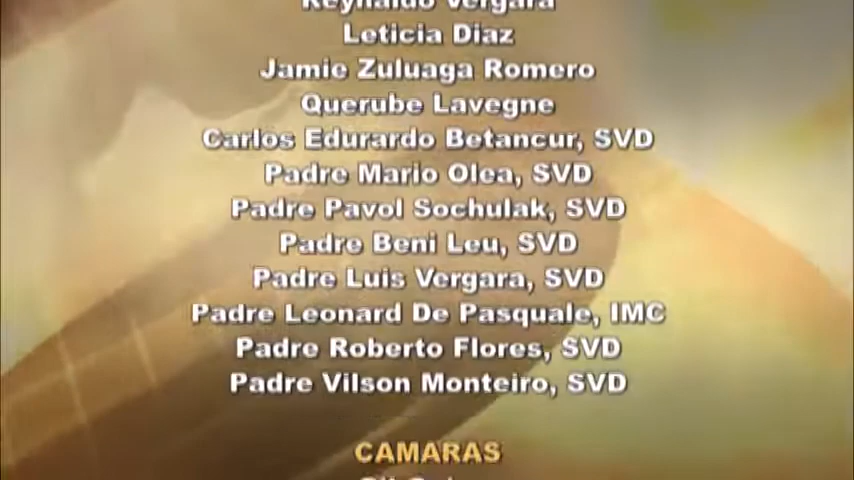 Reynaldo Vergara
Leticia Diaz
Jamie Zuluaga Romero
Querube Lavegne
Carlos Edurardo Betancur, SVD
Padre Mario Olea, SVD
Padre Pavol Sochulak, SVD
Padre Beni Leu, SVD
Padre Luis Vergara, SVD
Padre Leonard De Pasquale, IMC
Padre Roberto Flores, SVD
Padre Vilson Monteiro, SVD
CAMARAS